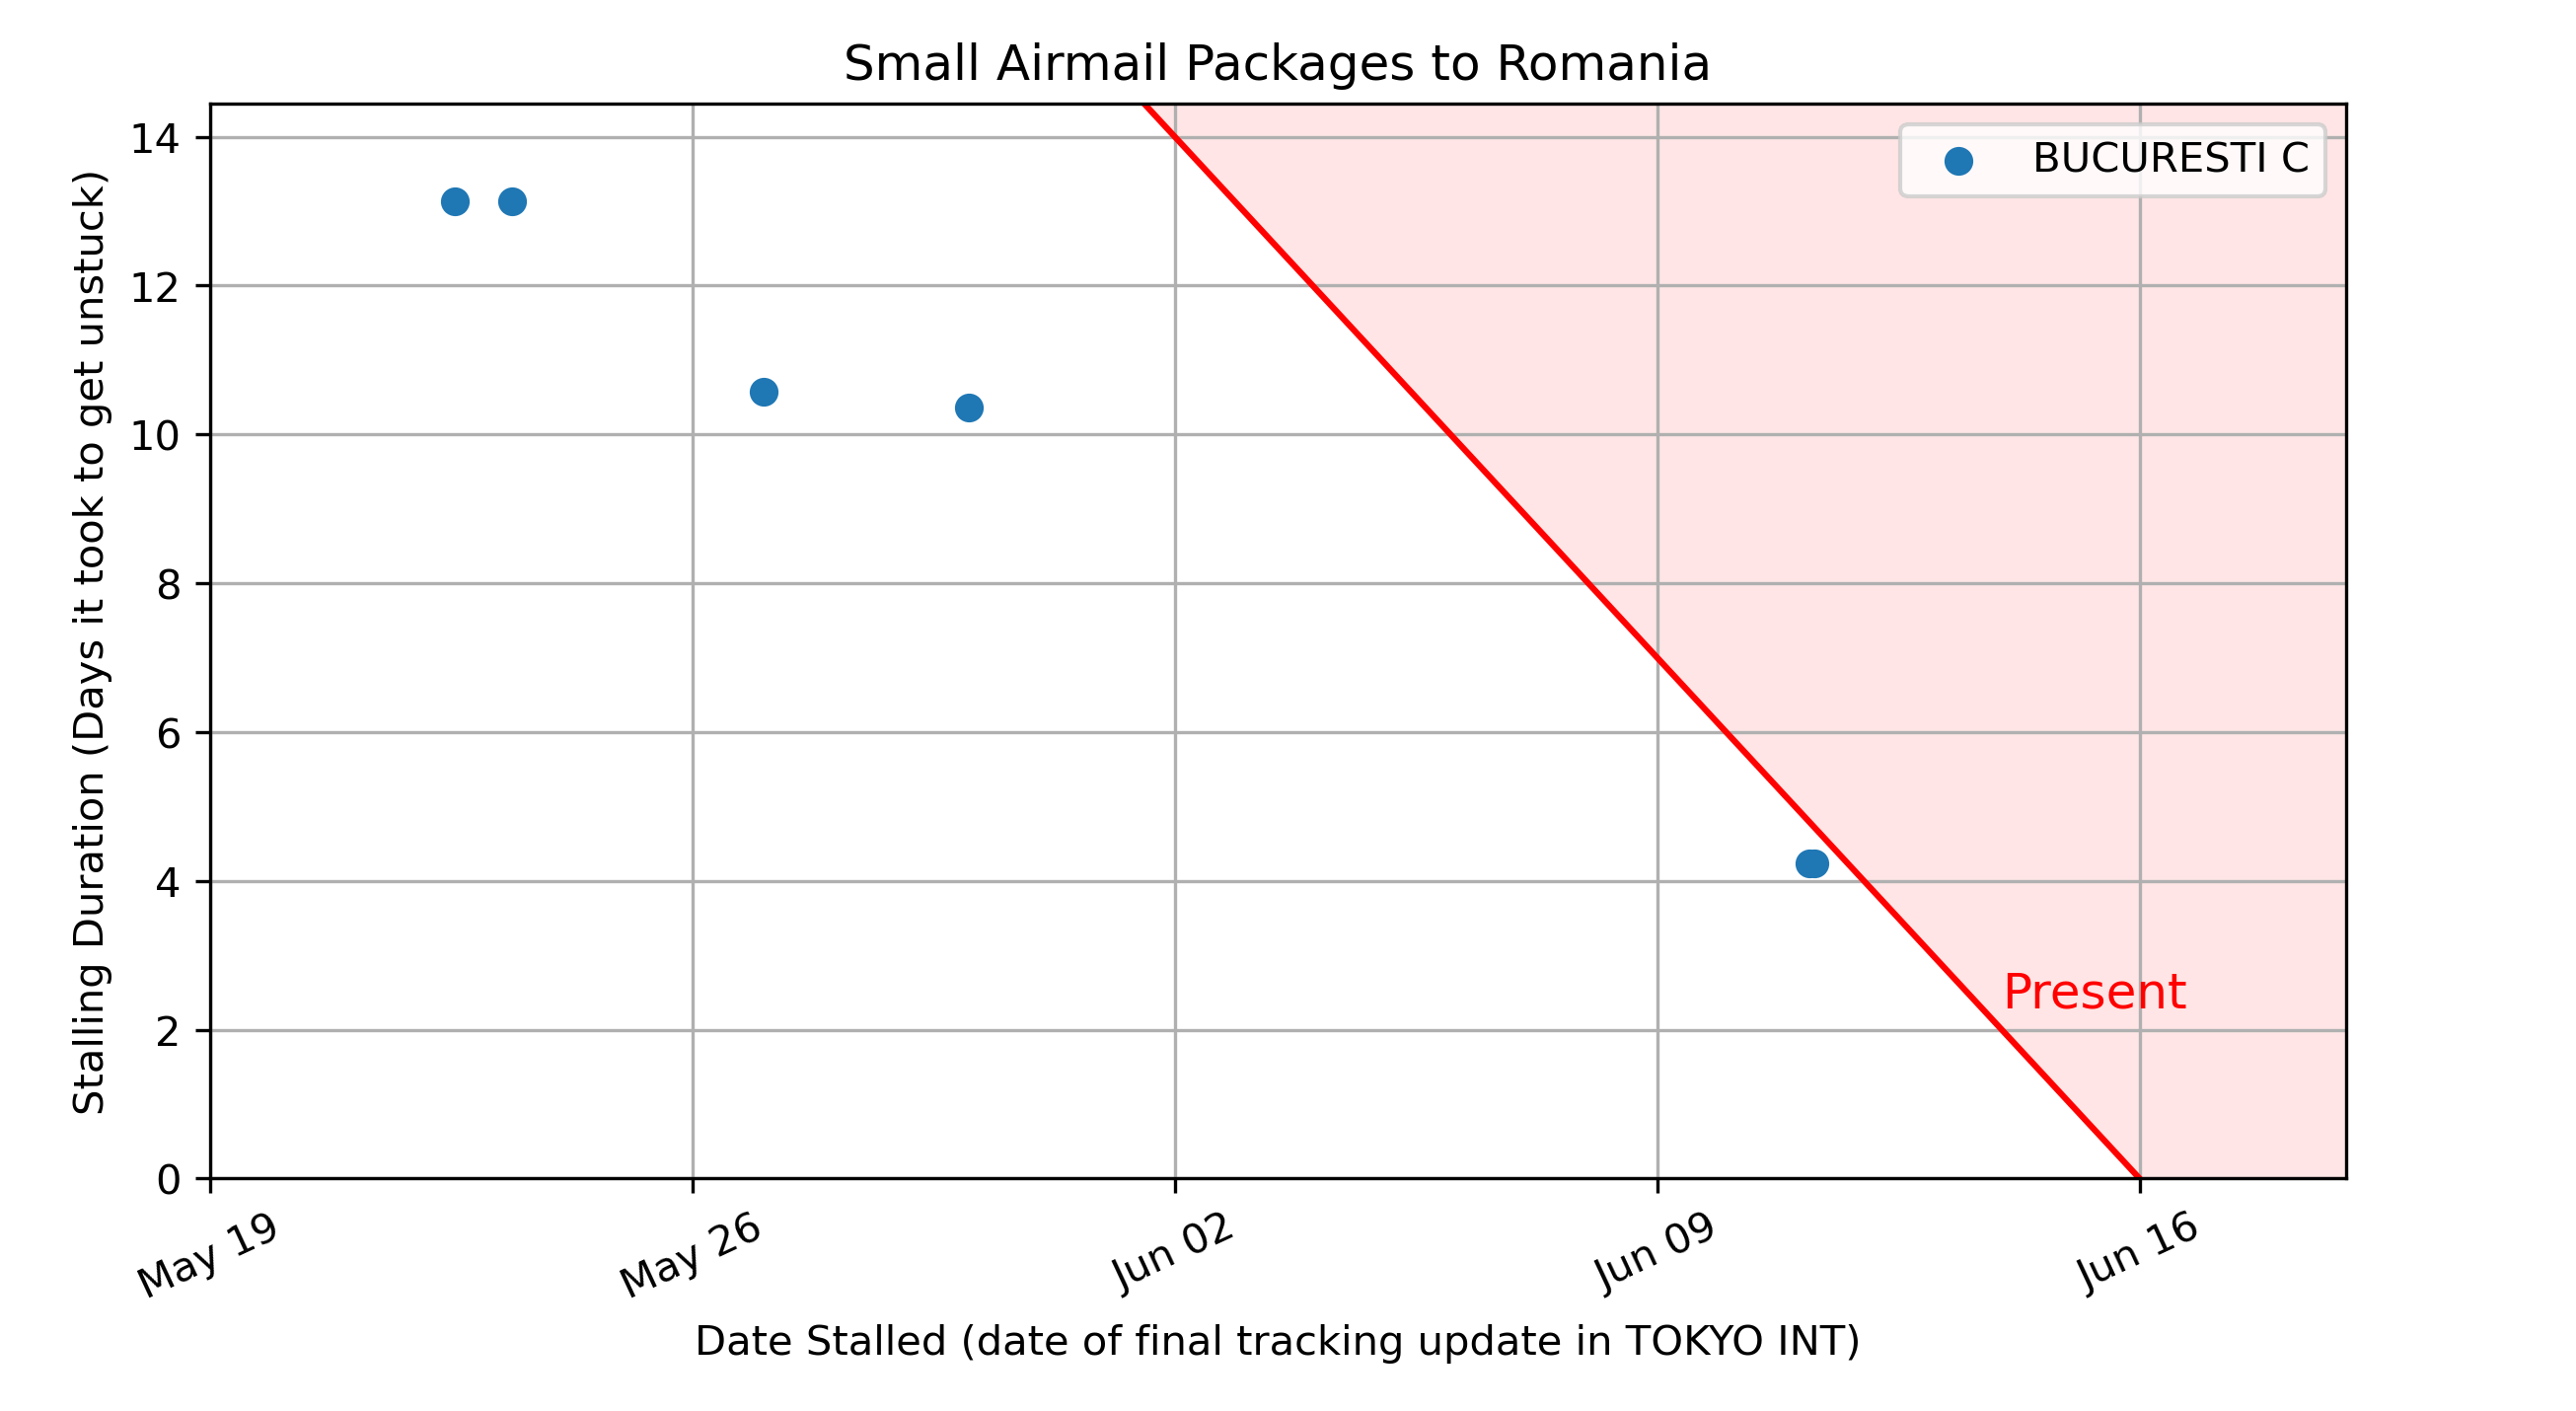 Small Airmail Packages to Romania
BUCURESTI C
Stalling Duration (Days it took to get unstuck)
14
12
10
8
6
4
2
0
Present
May 19
May 26
Jun 02
Jun 09
Jun 16
Date Stalled (date of final tracking update in TOKYO INT)